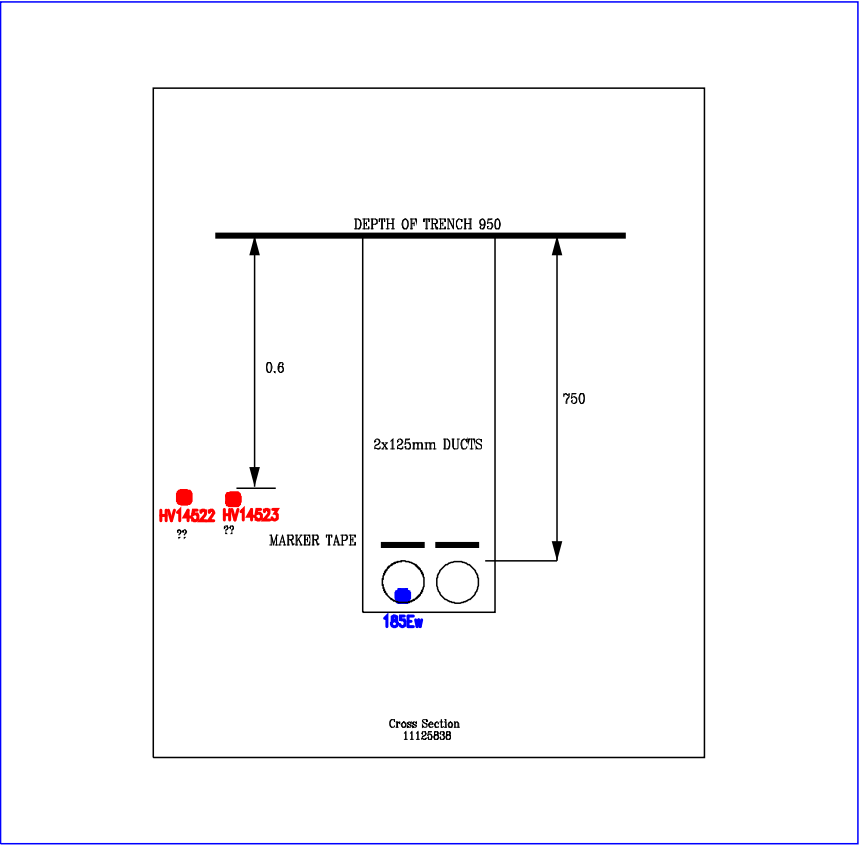 DEPTH OF TRENCH 950
0.6
750
2x125mm DUCTS
HV14522
HV14523
??
??
MARKER TAPE
185Ew
Cross Section
11125838